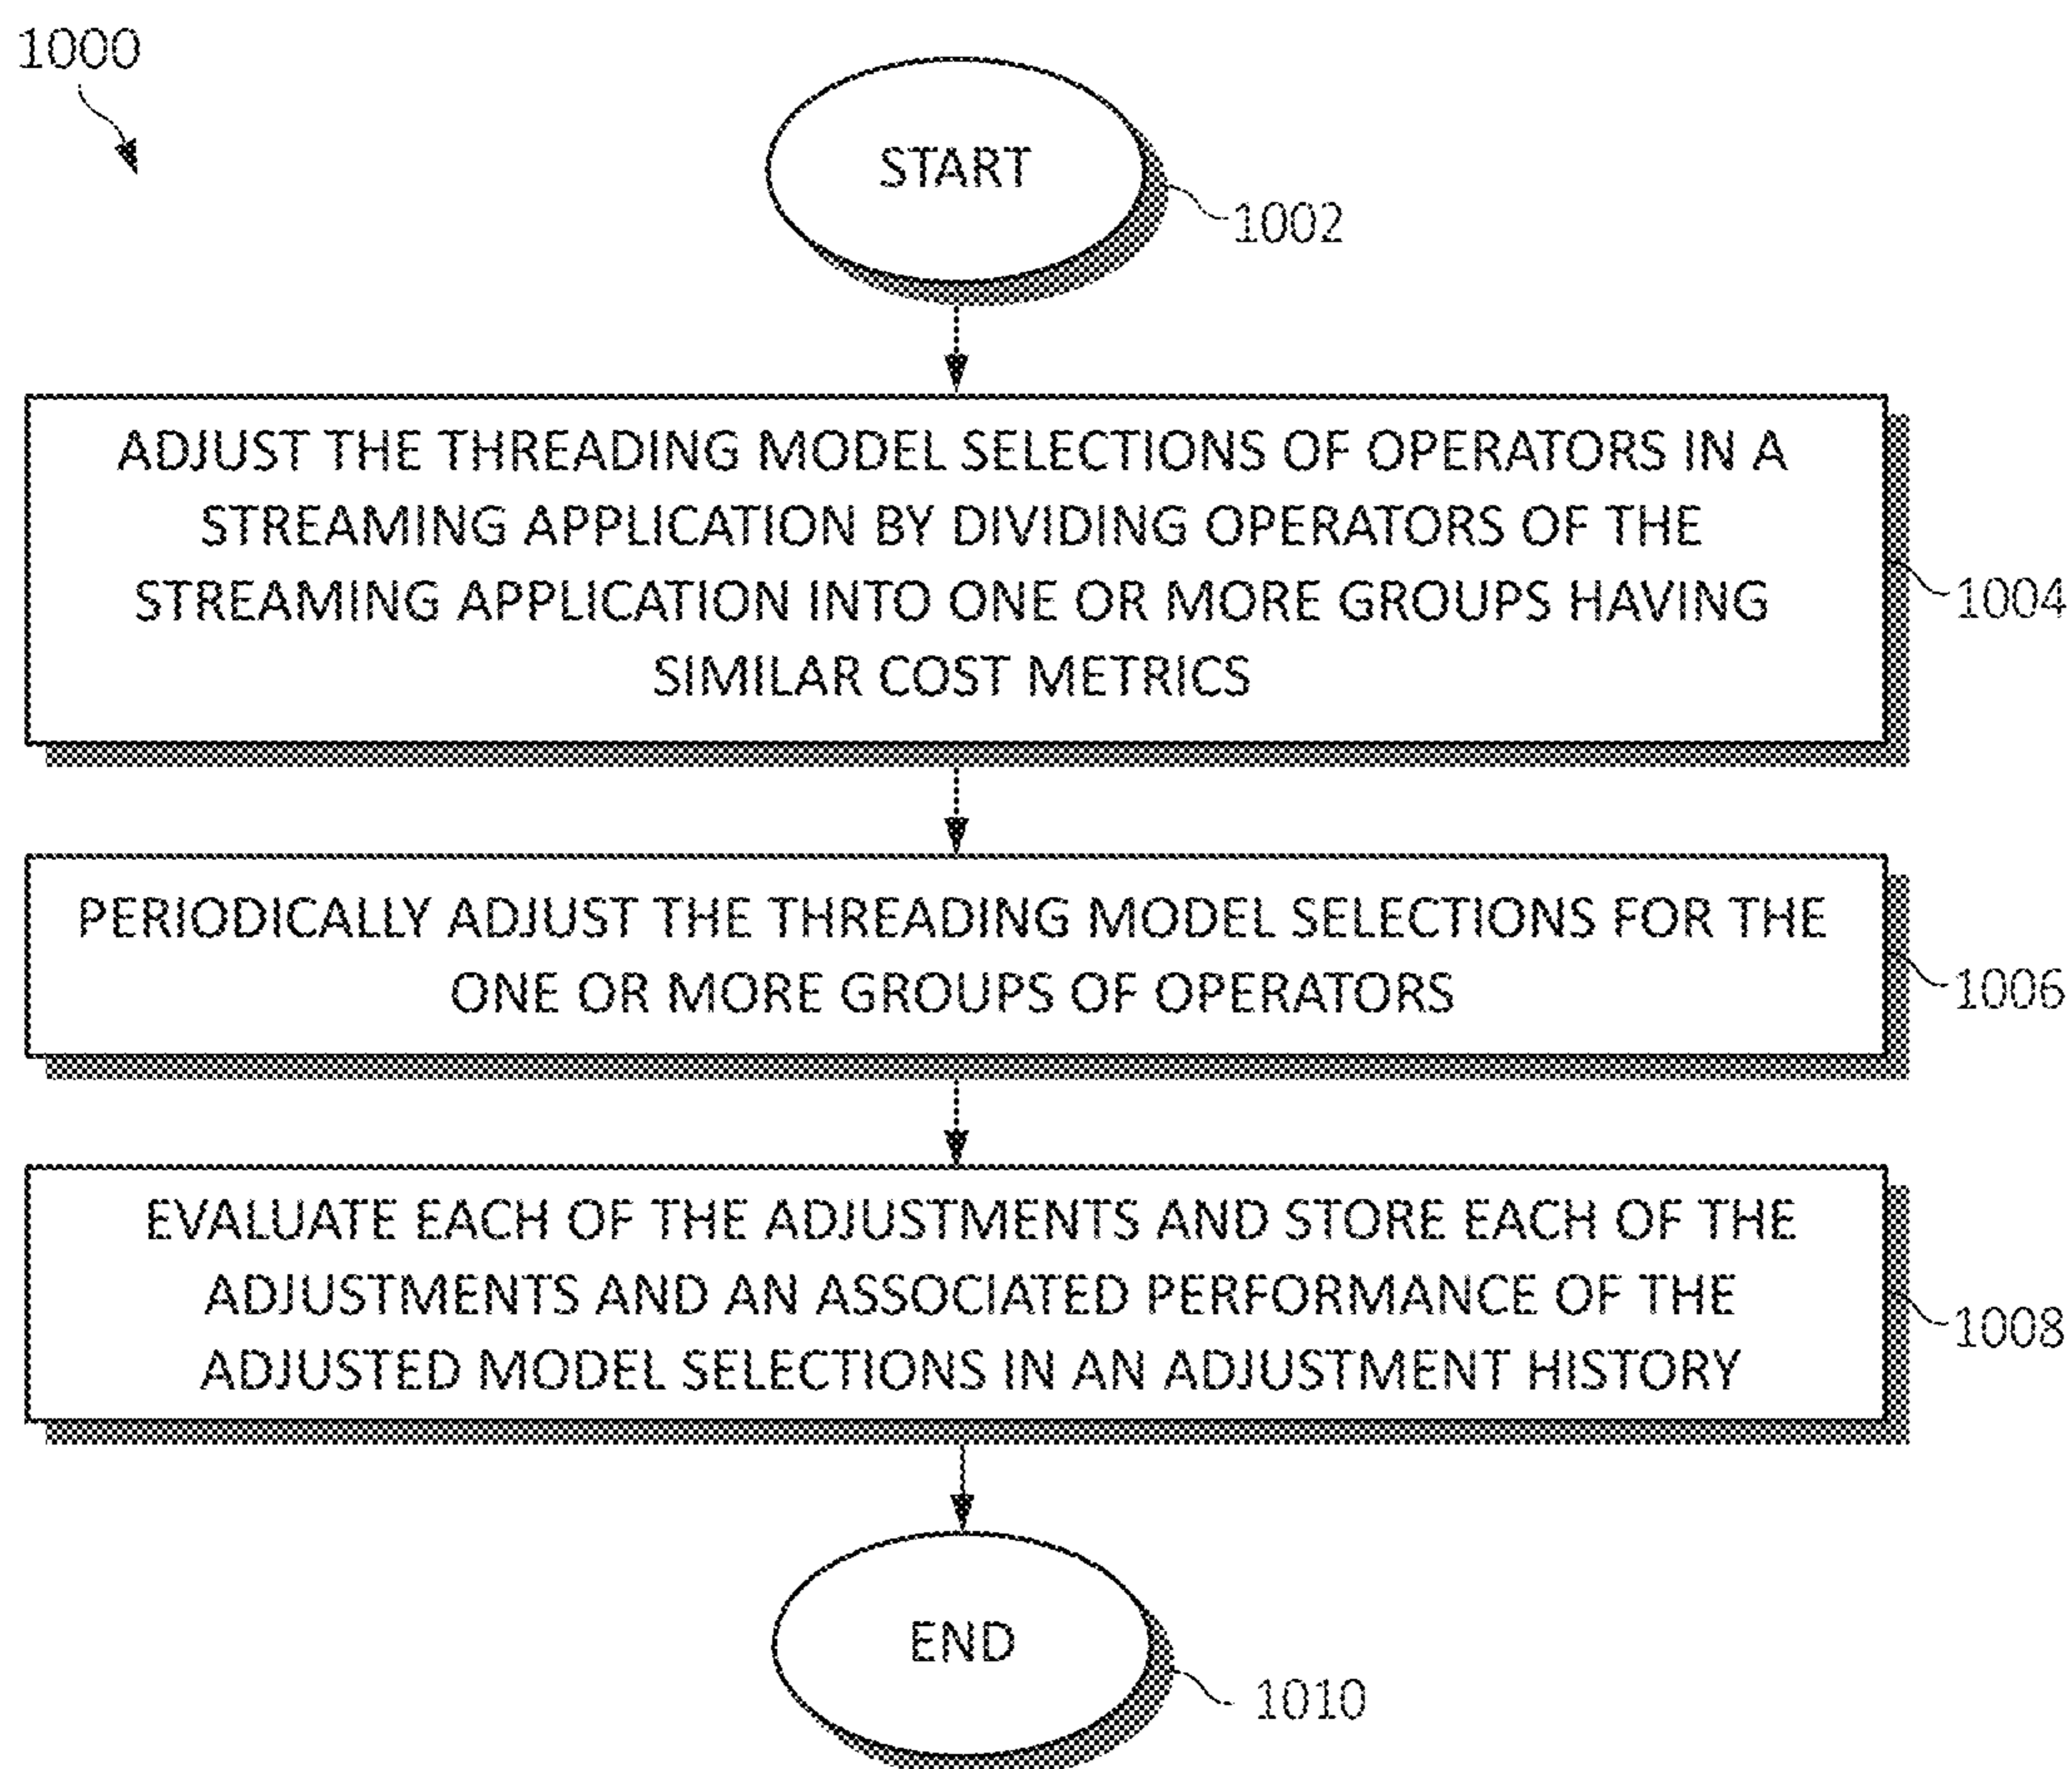 1000
START
1002
ADJUST THE THREADING MODEL SELECTIONS OF OPERATORS IN A
STREAMING APPLICATION BY DIVIDING OPERATORS OF THE
STREAMING APPLICATION INTO ONE OR MORE GROUPS HAVING
SIMILAR COST METRICS
1004
PERIODICALLY ADJUST THE THREADING MODEL SELECTIONS FOR THE
ONE OR MORE GROUPS OF OPERATORS
1006
EVALUATE EACH OF THE ADJUSTMENTS AND STORE EACH OF THE
ADJUSTMENTS AND AN ASSOCIATED PERFORMANCE OF THE
ADJUSTED MODEL SELECTIONS IN AN ADJUSTMENT HISTORY
1008
END
1010